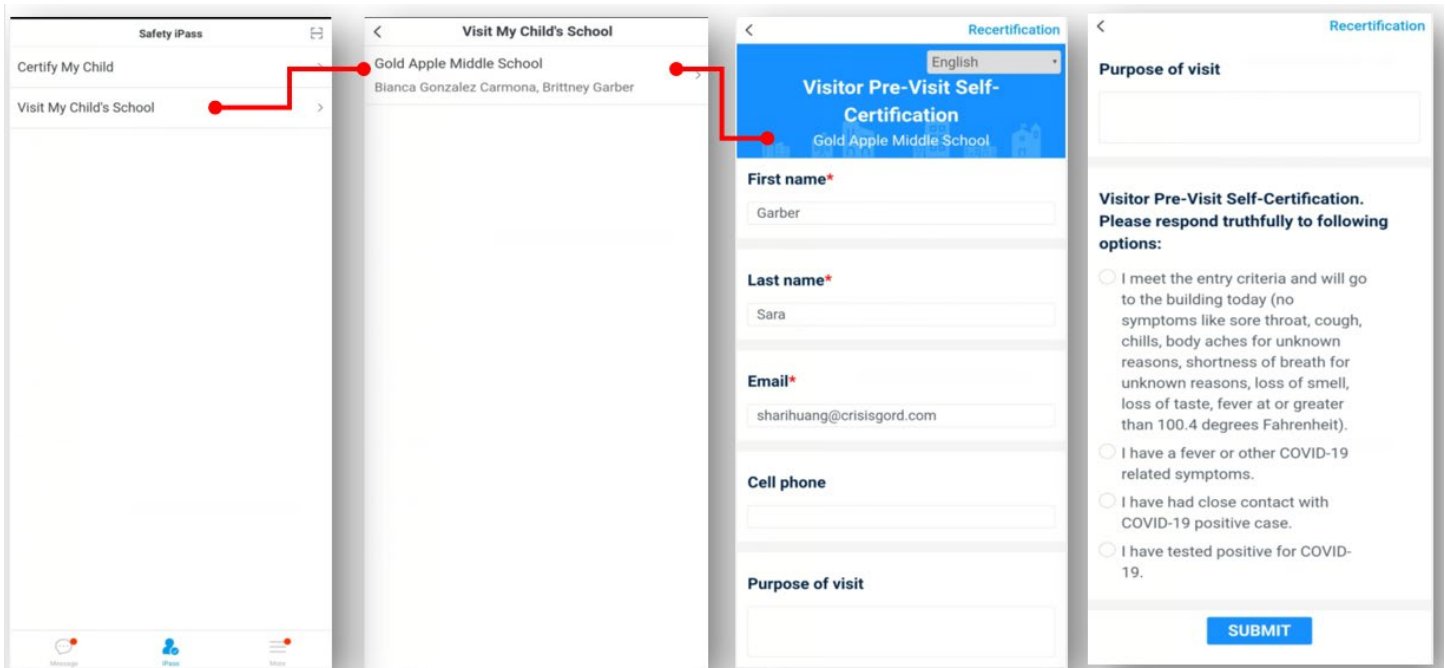 Safety iPass
Certify My Child
Visit My Child's School
Message
iPass
More
Visit My Child's School
Gold Apple Middle School
Bianca Gonzalez Carmona, Brittney Garber
Recertification
English
Visitor Pre-Visit Self-
Certification
Gold Apple Middle School
First name*
Garber
Last name*
Sara
Email*
sharihuang@crisisgord.com
Cell phone
Purpose of visit
Recertification
Purpose of visit
Visitor Pre-Visit Self-Certification.
Please respond truthfully to following
options:
I meet the entry criteria and will go
to the building today (no
symptoms like sore throat, cough,
chills, body aches for unknown
reasons, shortness of breath for
unknown reasons, loss of smell,
loss of taste, fever at or greater
than 100.4 degrees Fahrenheit).
I have a fever or other COVID-19
related symptoms.
I have had close contact with
COVID-19 positive case.
I have tested positive for COVID-
19.
SUBMIT